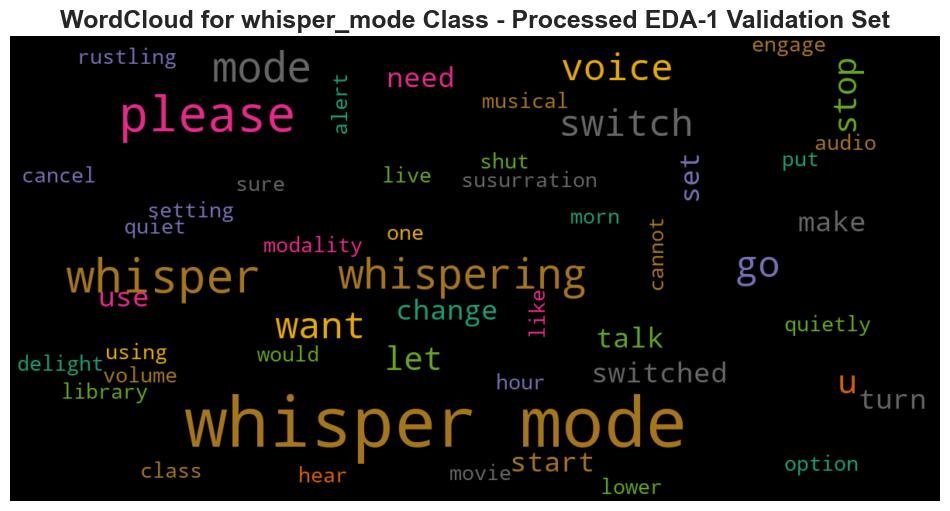 WordCloud for whisper_mode Class - Processed EDA-1 Validation Set
rustling
mode
need
voice
engage
please
alert
musical
switch
stop
audio
cancel
sure
live
shut
susurration
set
put
setting
quiet
modality
one
morn
cannot
make
whisper
whispering
go
use
change
like
want
talk
quietly
using
would
let
delight
volume
library
hour
switched
u
turn
whisper mode
start
class
hear
movie
option
lower